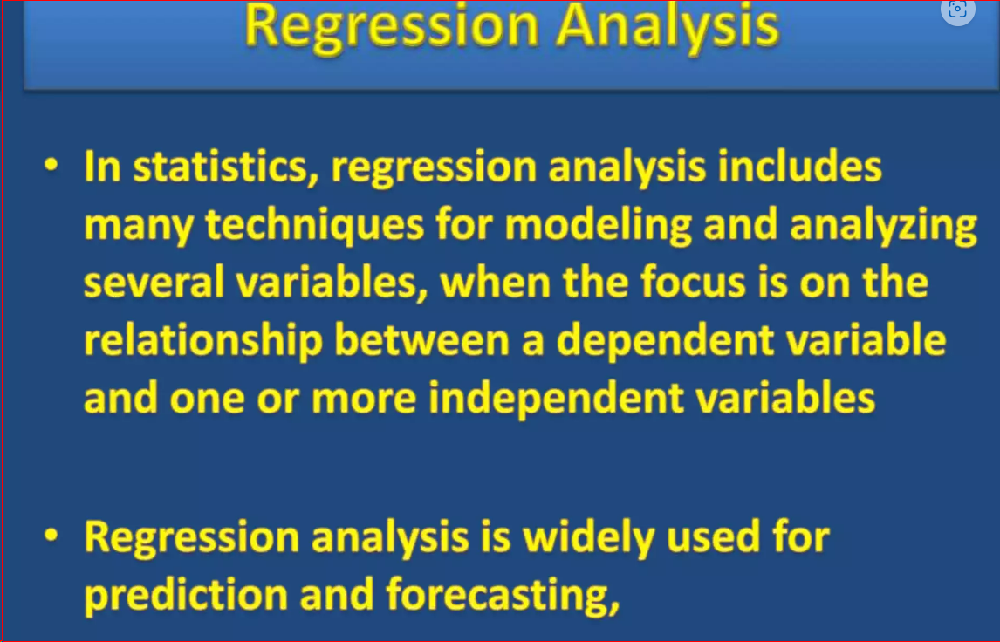 Regression Analysis
• In statistics, regression analysis includes
many techniques for modeling and analyzing
several variables, when the focus is on the
relationship between a dependent variable
and one or more independent variables
• Regression analysis is widely used for
prediction and forecasting,